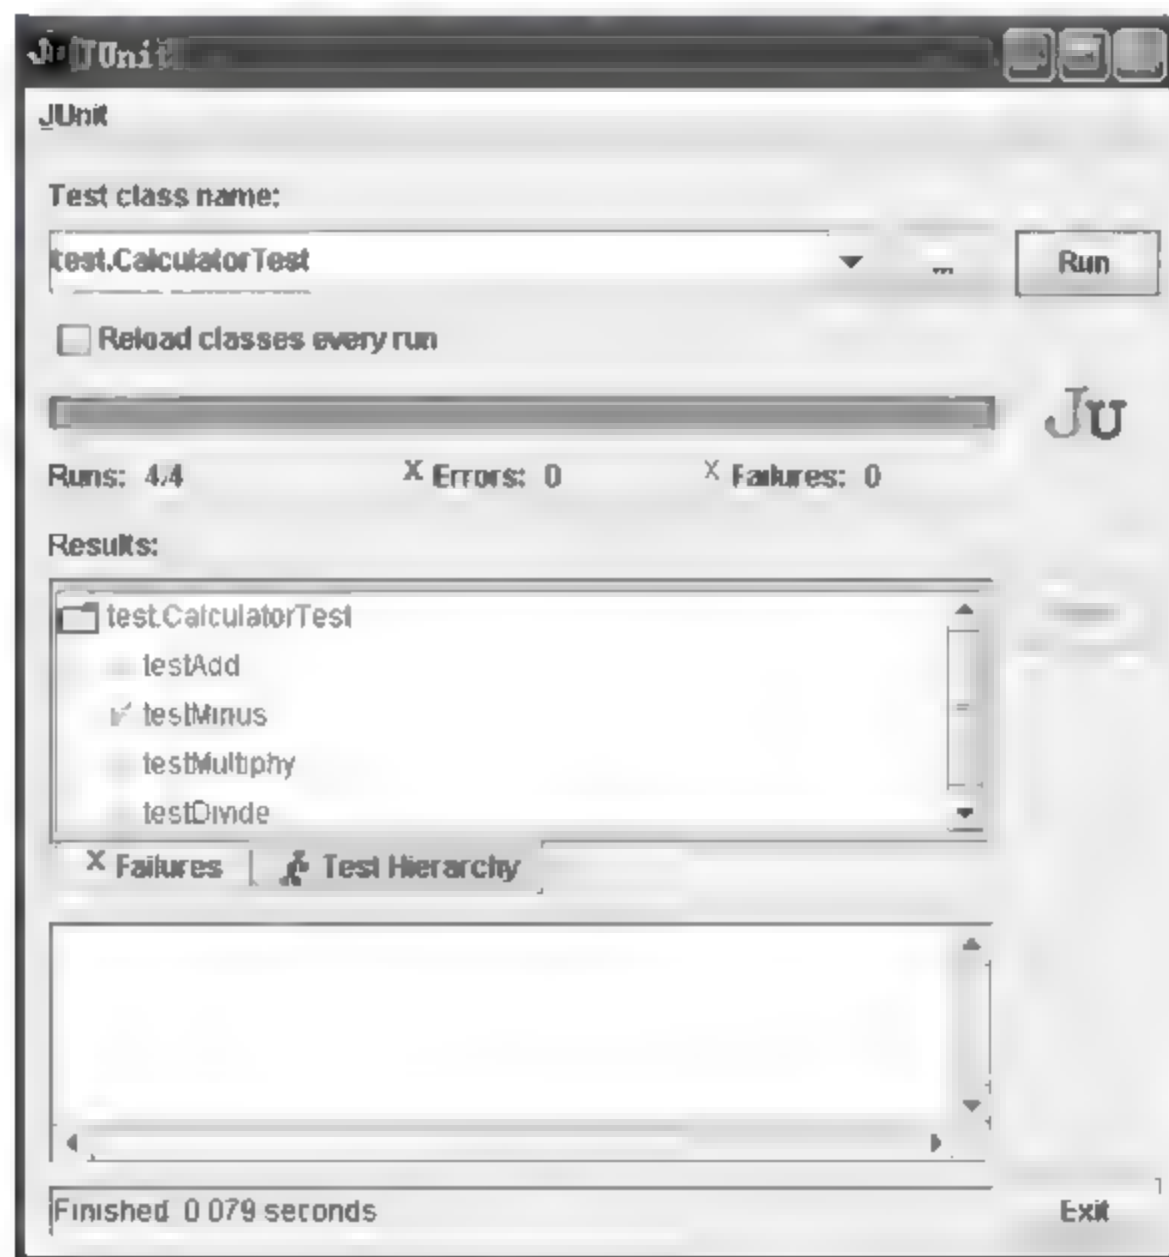 JUnit
JUnit
Test class name:
test.CalculatorTest
... Run
Reload classes every run
JU
Runs: 4/4 X Errors: 0 X Failures: 0
Results:
test.CalculatorTest
testAdd
testMinus
testMultiphy
testDivide
X Failures Test Hierarchy
Finished 0 079 seconds Exit